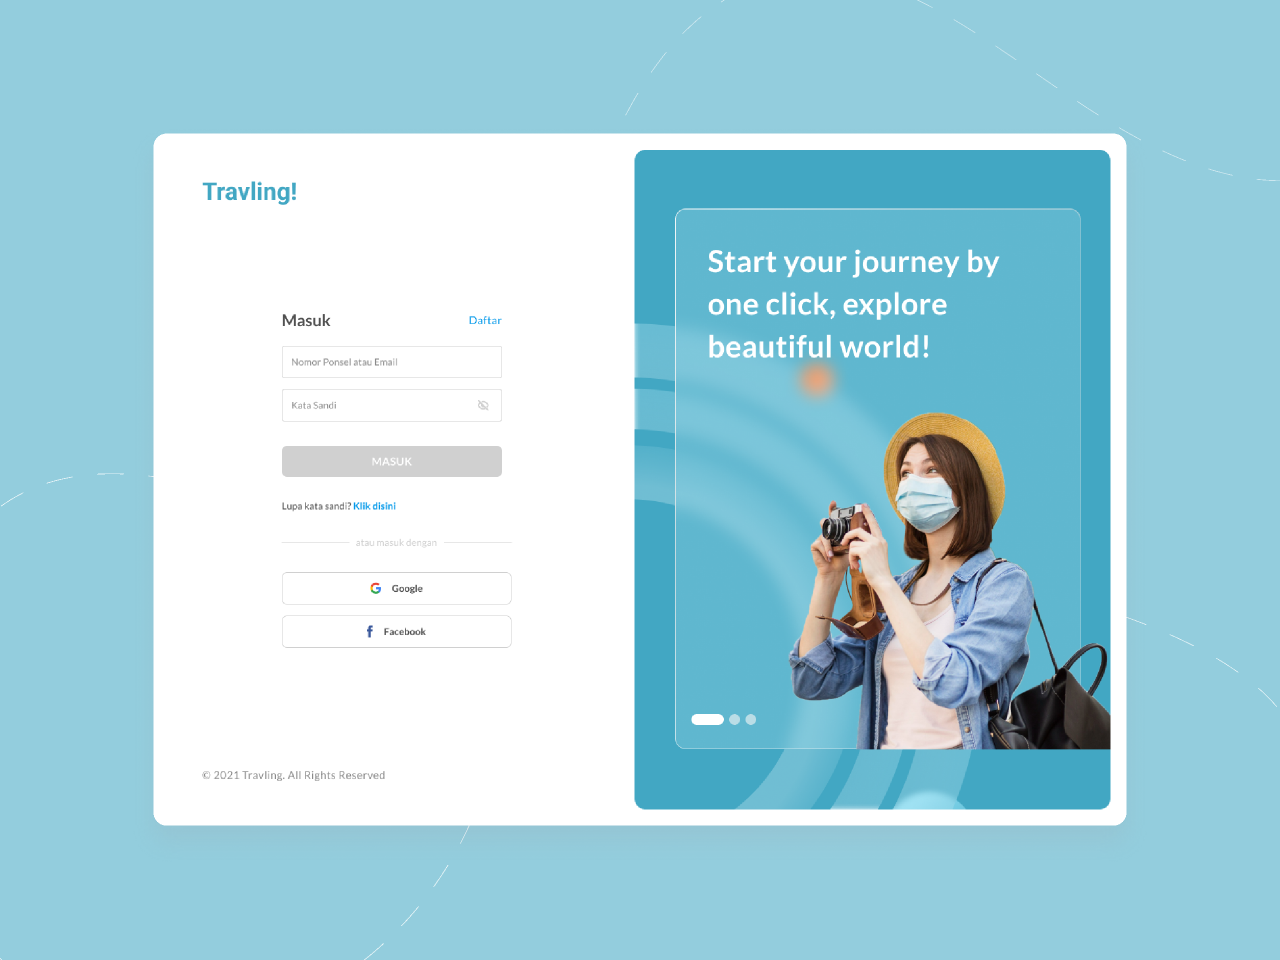 Travling!
Masuk
Daftar
Nomor Ponsel atau Email
Kata Sandi
MASUK
Lupa kata sandi? Klik disini
atau masuk dengan
Google
Facebook
© 2021 Travling. All Rights Reserved
Start your journey by
one click, explore
beautiful world!